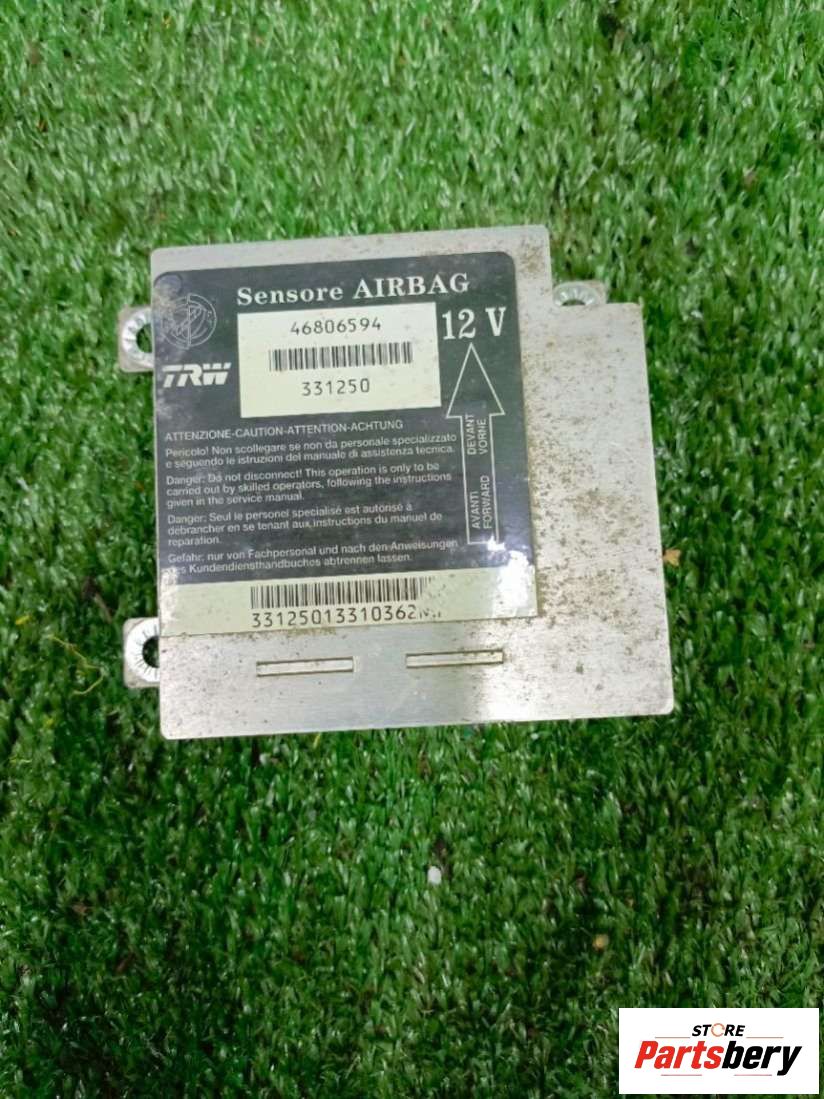 Sensore AIRBAG
46806594
12 V
TRW
331250
ATTENZIONE-CAUTION-ATTENTION-ACHTUNG
Pericolo! Non scollegare se non da personale specializzato
e seguendo le istruzioni del manuale di assistenza tecnica.
Danger: Do not disconnect! This operation is only to be
carried out by skilled operators, following the instructions
given in the service manual.
Danger: Seul le personel specialisé est autorisé à
débrancher en se tenant aux instructions du manuel de
reparation.
Gefahr: nur von Fachpersonal und nach den Anweisungen
des Kundendiensthandbuches abtrennen lassen.
AVANTI DEVANT
FORWARD VORNE
33125013310362
STORE
Partsbery